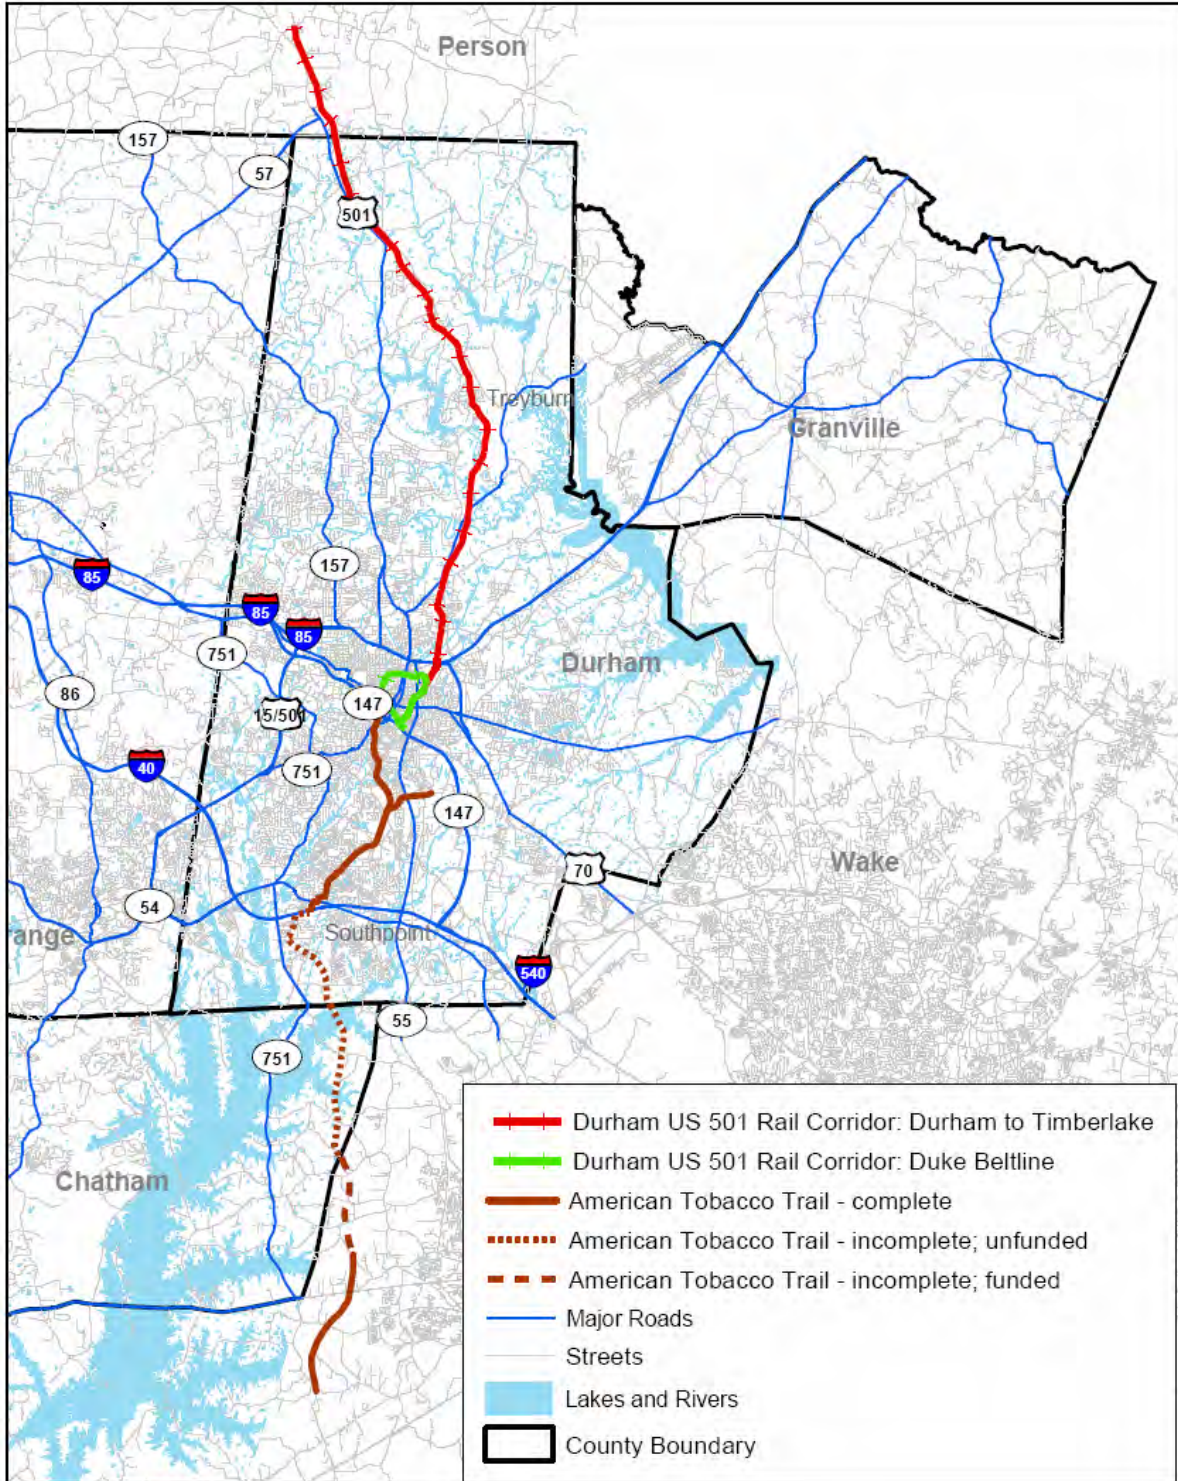 Person
157
57
501
Treyburn
Granville
85
157
85
85
751
Durham
86
147
15/501
40
751
147
Wake
70
54
ange
Southpoint
540
55
751
Chatham
Durham US 501 Rail Corridor: Durham to Timberlake
Durham US 501 Rail Corridor: Duke Beltline
American Tobacco Trail - complete
American Tobacco Trail - incomplete; unfunded
American Tobacco Trail - incomplete; funded
Major Roads
Streets
Lakes and Rivers
County Boundary